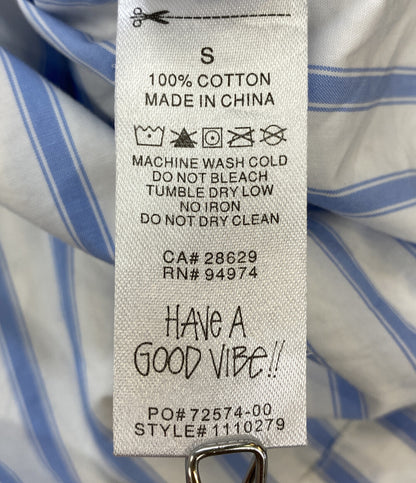 S
100% COTTON
MADE IN CHINA
MACHINE WASH COLD
DO NOT BLEACH
TUMBLE DRY LOW
NO IRON
DO NOT DRY CLEAN
CA# 28629
RN# 94974
HAVE A
GOOD VIBE!!
PO# 72574-00
STYLE# 1110279